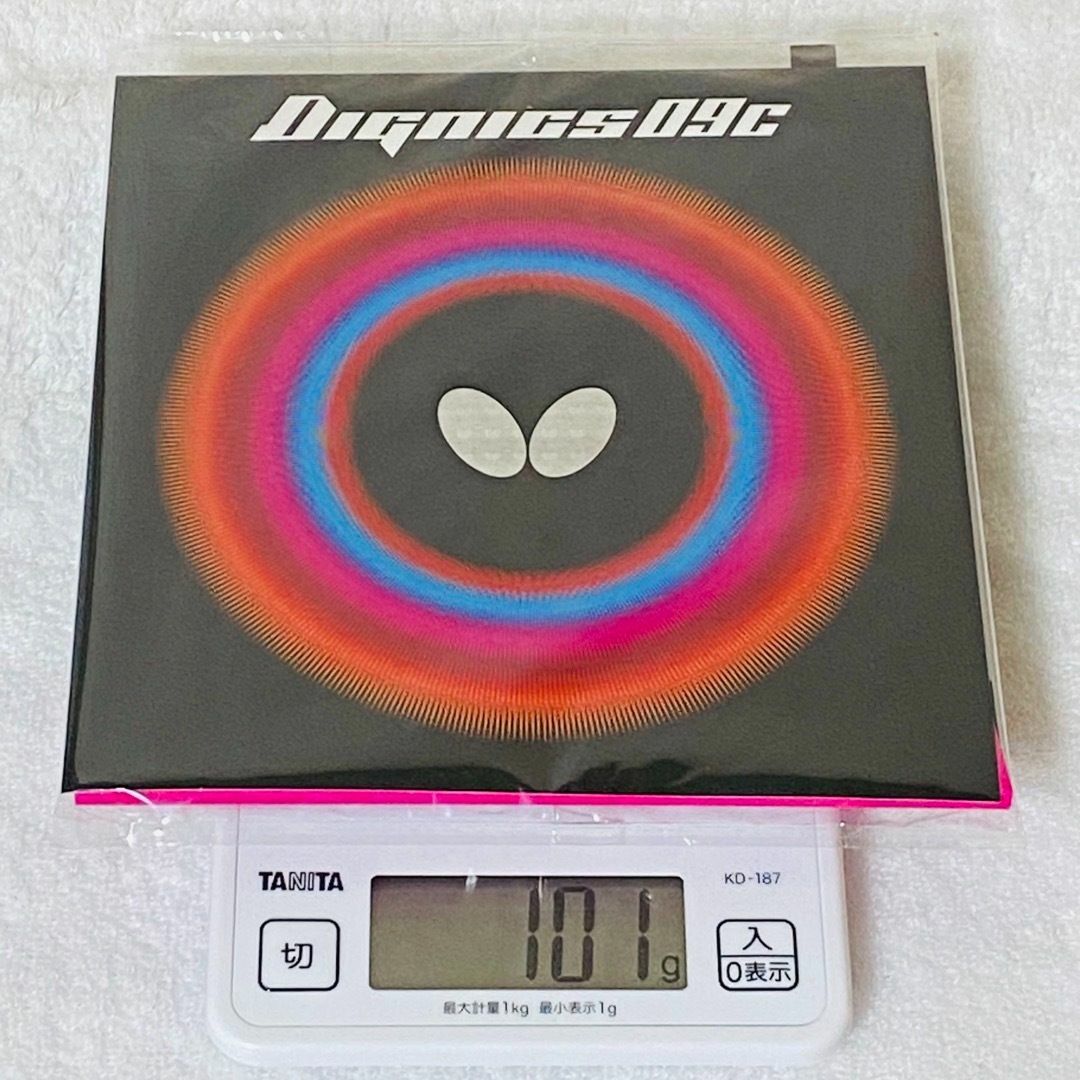 DIGNICS 09C
TANITA
KD-187
切
101g
入
0表示
最大計量1kg 最小表示1g